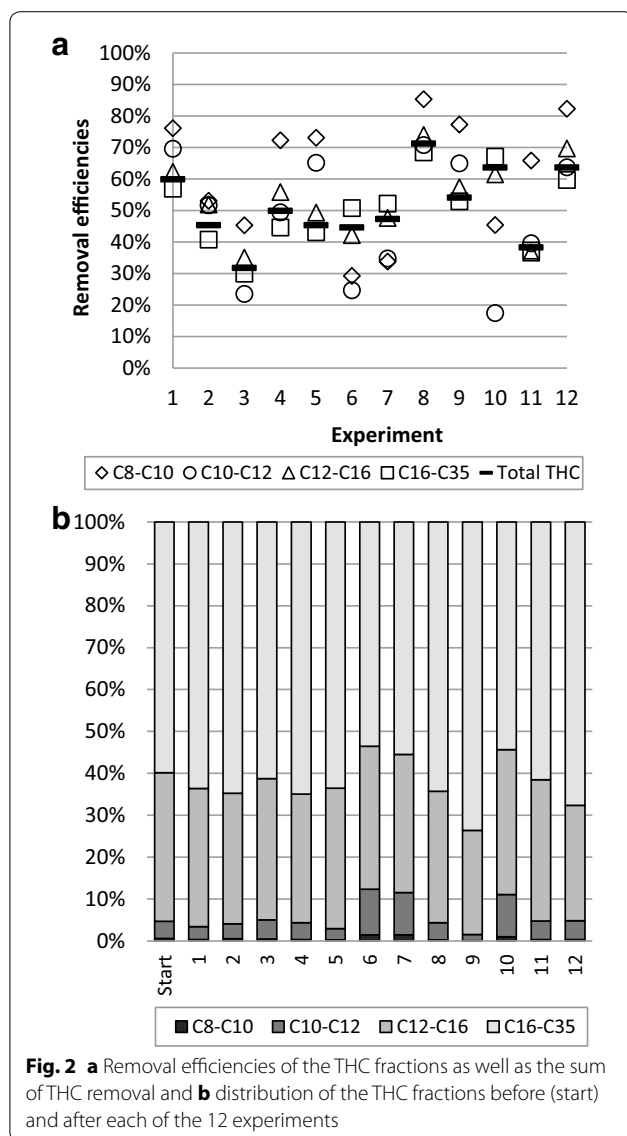 a
100%
90%
80%
70%
60%
50%
40%
30%
20%
10%
0%
Removal efficiencies
1 2 3 4 5 6 7 8 9 10 11 12
Experiment
C8-C10 C10-C12 C12-C16 C16-C35 Total THC
b
100%
90%
80%
70%
60%
50%
40%
30%
20%
10%
0%
Start 1 2 3 4 5 6 7 8 9 10 11 12
C8-C10 C10-C12 C12-C16 C16-C35
Fig. 2 a Removal efficiencies of the THC fractions as well as the sum
of THC removal and b distribution of the THC fractions before (start)
and after each of the 12 experiments